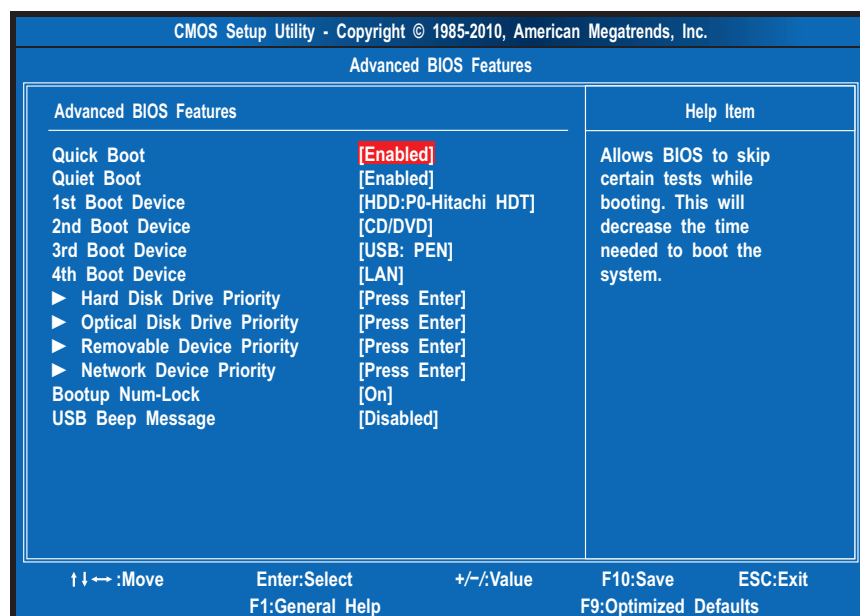 CMOS Setup Utility - Copyright © 1985-2010, American Megatrends, Inc.
Advanced BIOS Features
Advanced BIOS Features
Help Item
Quick Boot [Enabled]
Quiet Boot [Enabled]
1st Boot Device [HDD:P0-Hitachi HDT]
2nd Boot Device [CD/DVD]
3rd Boot Device [USB: PEN]
4th Boot Device [LAN]
► Hard Disk Drive Priority [Press Enter]
► Optical Disk Drive Priority [Press Enter]
► Removable Device Priority [Press Enter]
► Network Device Priority [Press Enter]
Bootup Num-Lock [On]
USB Beep Message [Disabled]
Allows BIOS to skip
certain tests while
booting. This will
decrease the time
needed to boot the
system.
↑↓↔ :Move Enter:Select +/−/:Value F10:Save ESC:Exit
F1:General Help F9:Optimized Defaults